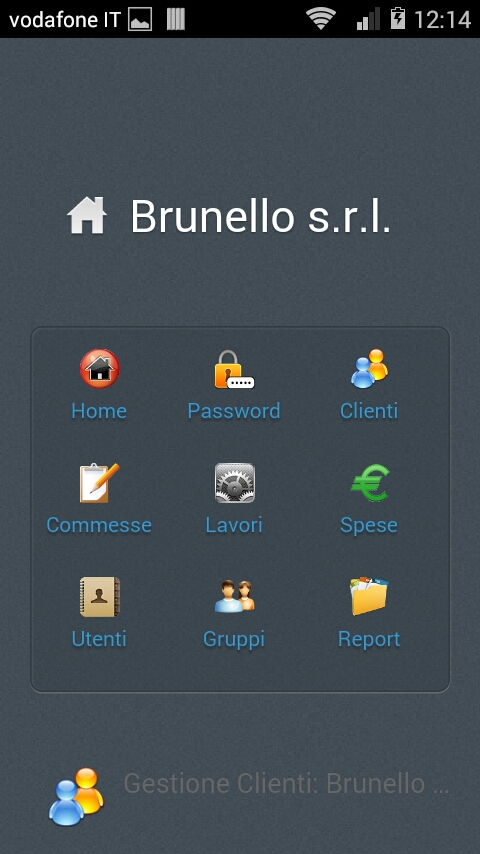 vodafone IT 12:14
Brunello s.r.l.
Home Password Clienti
Commesse Lavori Spese
Utenti Gruppi Report
Gestione Clienti: Brunello ...